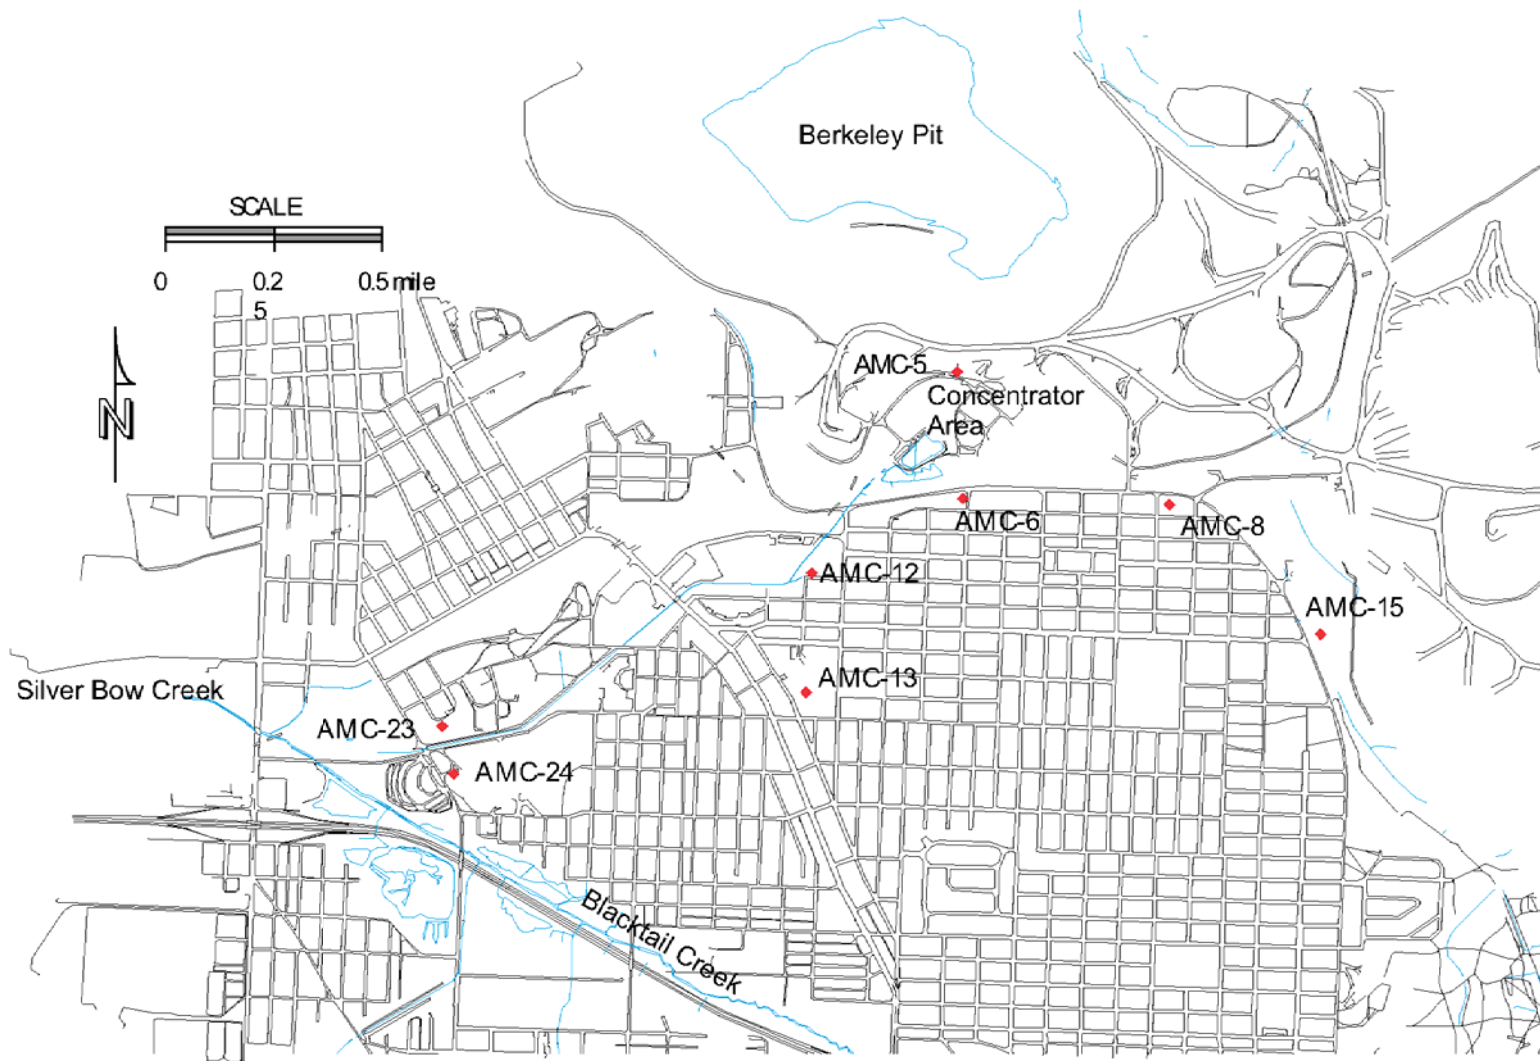 Berkeley Pit
SCALE
0 0.2 0.5 mile
5
N
AMC-5
Concentrator
Area
AMC-6
AMC-8
AMC-12
AMC-15
AMC-13
Silver Bow Creek
AMC-23
AMC-24
Blacktail Creek